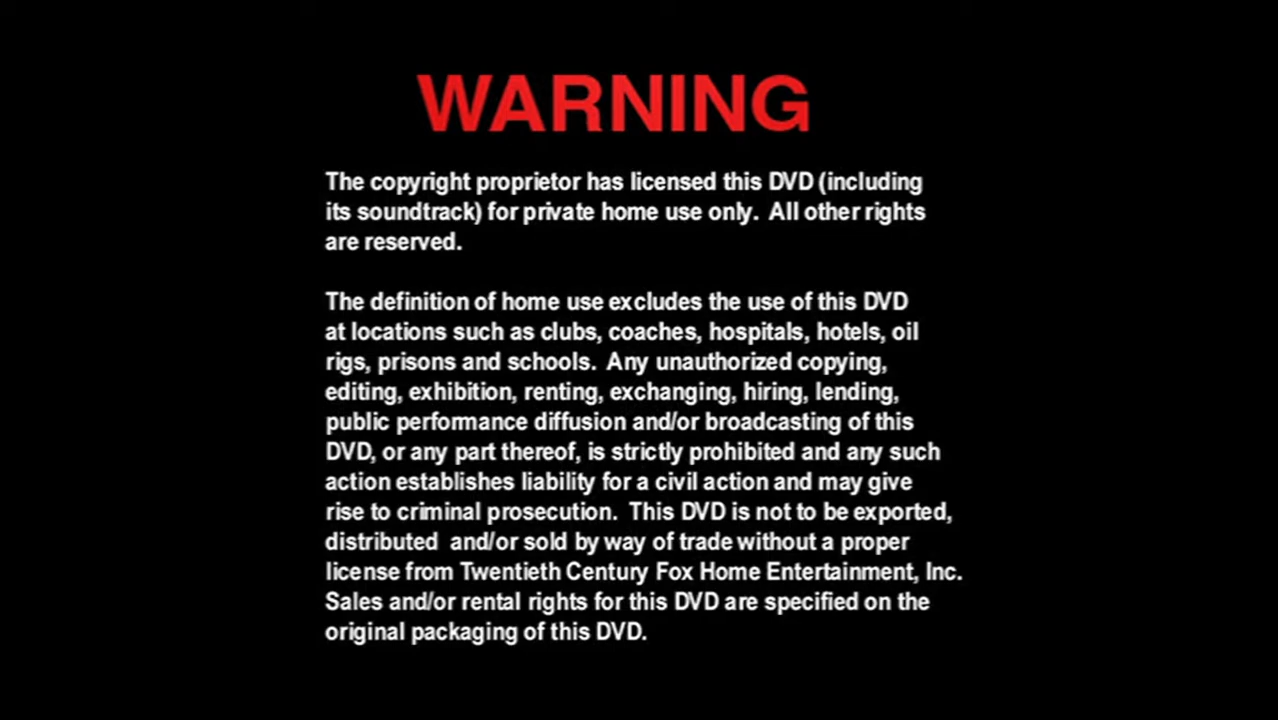 WARNING
The copyright proprietor has licensed this DVD (including
its soundtrack) for private home use only.  All other rights
are reserved.
The definition of home use excludes the use of this DVD
at locations such as clubs, coaches, hospitals, hotels, oil
rigs, prisons and schools.  Any unauthorized copying,
editing, exhibition, renting, exchanging, hiring, lending,
public performance diffusion and/or broadcasting of this
DVD, or any part thereof, is strictly prohibited and any such
action establishes liability for a civil action and may give
rise to criminal prosecution.  This DVD is not to be exported,
distributed  and/or sold by way of trade without a proper
license from Twentieth Century Fox Home Entertainment, Inc.
Sales and/or rental rights for this DVD are specified on the
original packaging of this DVD.